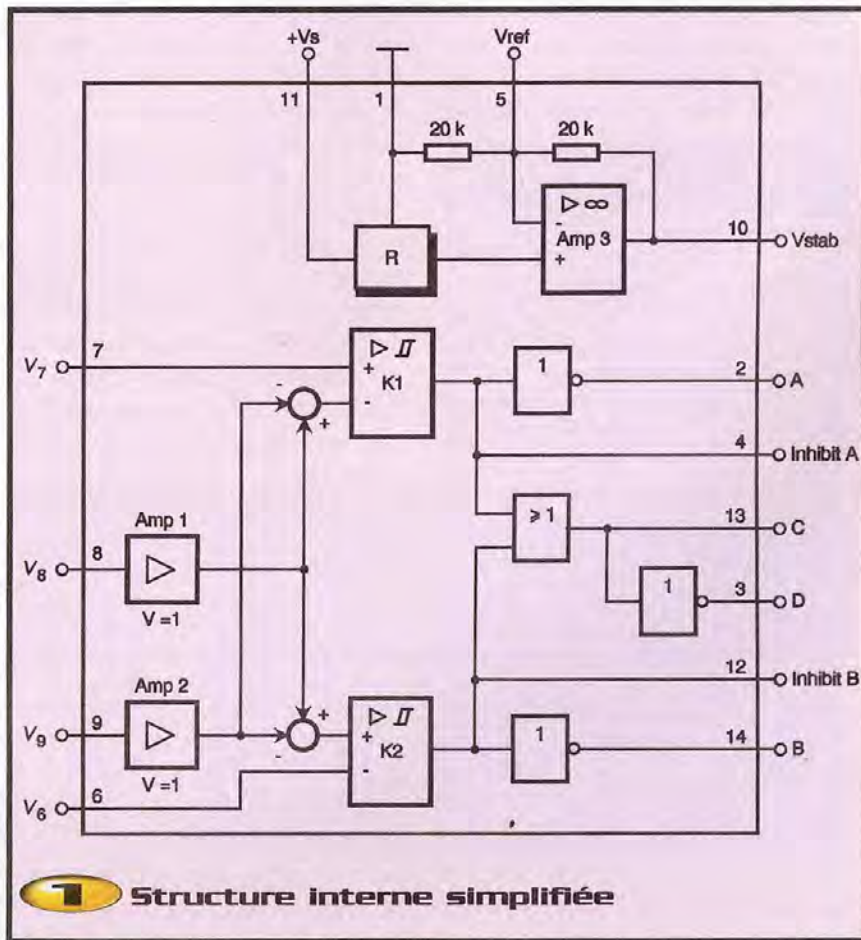 +Vs
Vref
11
1
5
20 k
20 k
▷ ∞
-
Amp 3
+
R
10
Vstab
V7
7
+
K1
-
1
2
A
-
+
4
Inhibit A
Amp 1
≥ 1
13
C
V8
8
V = 1
1
3
D
Amp 2
12
Inhibit B
V9
9
+
-
+
K2
-
1
14
B
V = 1
V6
6
1 Structure interne simplifiée